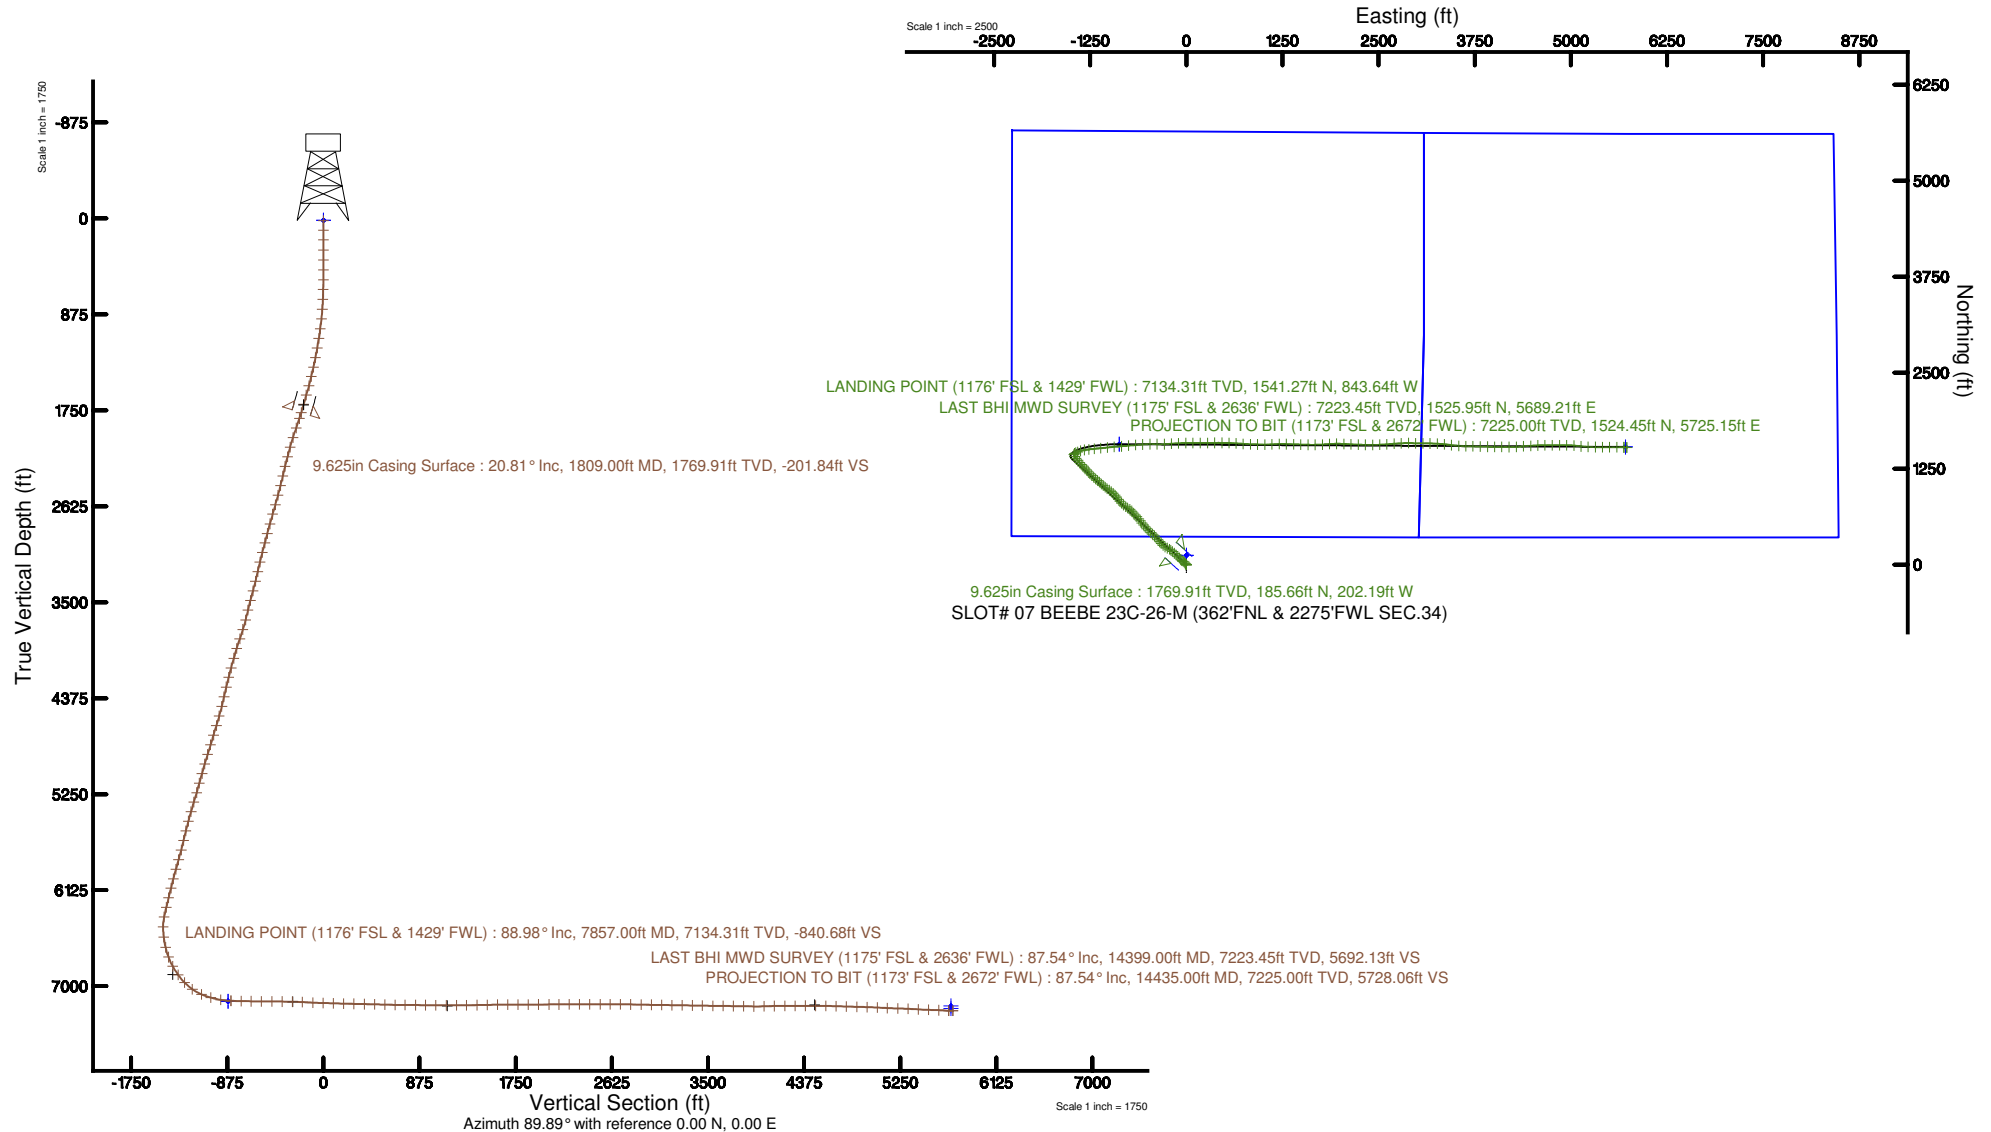 Easting (ft)
Scale 1 inch = 2500
-2500 -1250 0 1250 2500 3750 5000 6250 7500 8750
6250
5000
3750
2500
1250
0
Northing (ft)
LANDING POINT (1176' FSL & 1429' FWL) : 7134.31ft TVD, 1541.27ft N, 843.64ft W
LAST BHI MWD SURVEY (1175' FSL & 2636' FWL) : 7223.45ft TVD, 1525.95ft N, 5689.21ft E
PROJECTION TO BIT (1173' FSL & 2672' FWL) : 7225.00ft TVD, 1524.45ft N, 5725.15ft E
9.625in Casing Surface : 1769.91ft TVD, 185.66ft N, 202.19ft W
SLOT# 07 BEEBE 23C-26-M (362'FNL & 2275'FWL SEC.34)
Scale 1 inch = 1750
-875
0
875
1750
2625
3500
4375
5250
6125
7000
True Vertical Depth (ft)
9.625in Casing Surface : 20.81° Inc, 1809.00ft MD, 1769.91ft TVD, -201.84ft VS
LANDING POINT (1176' FSL & 1429' FWL) : 88.98° Inc, 7857.00ft MD, 7134.31ft TVD, -840.68ft VS
LAST BHI MWD SURVEY (1175' FSL & 2636' FWL) : 87.54° Inc, 14399.00ft MD, 7223.45ft TVD, 5692.13ft VS
PROJECTION TO BIT (1173' FSL & 2672' FWL) : 87.54° Inc, 14435.00ft MD, 7225.00ft TVD, 5728.06ft VS
-1750 -875 0 875 1750 2625 3500 4375 5250 6125 7000
Vertical Section (ft)
Scale 1 inch = 1750
Azimuth 89.89° with reference 0.00 N, 0.00 E